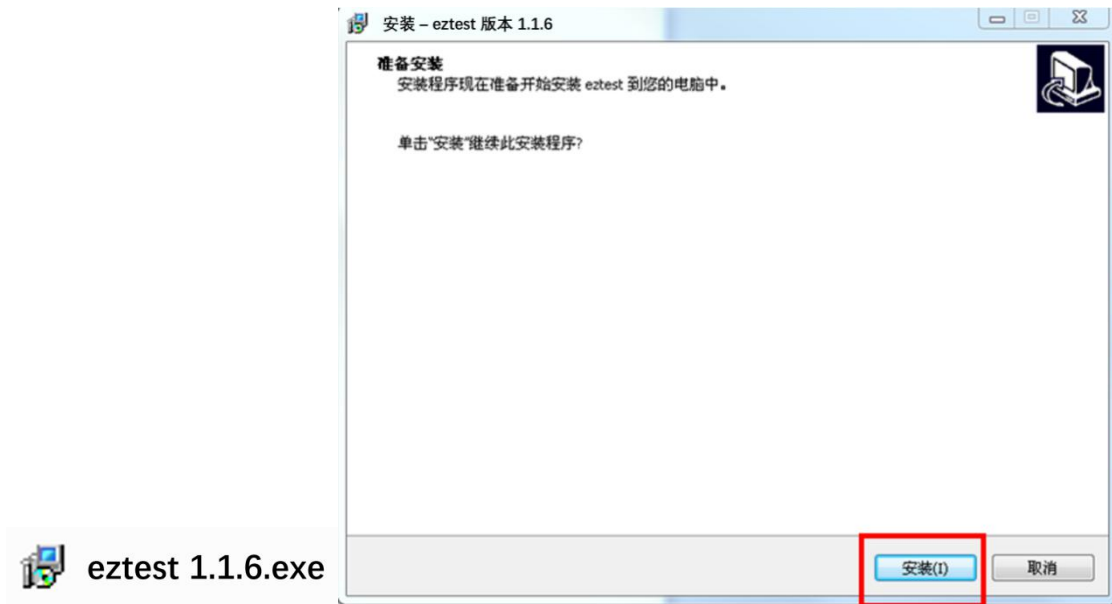 安装 – eztest 版本 1.1.6
准备安装
安装程序现在准备开始安装 eztest 到您的电脑中。
单击"安装"继续此安装程序?
eztest 1.1.6.exe
安装(I)
取消